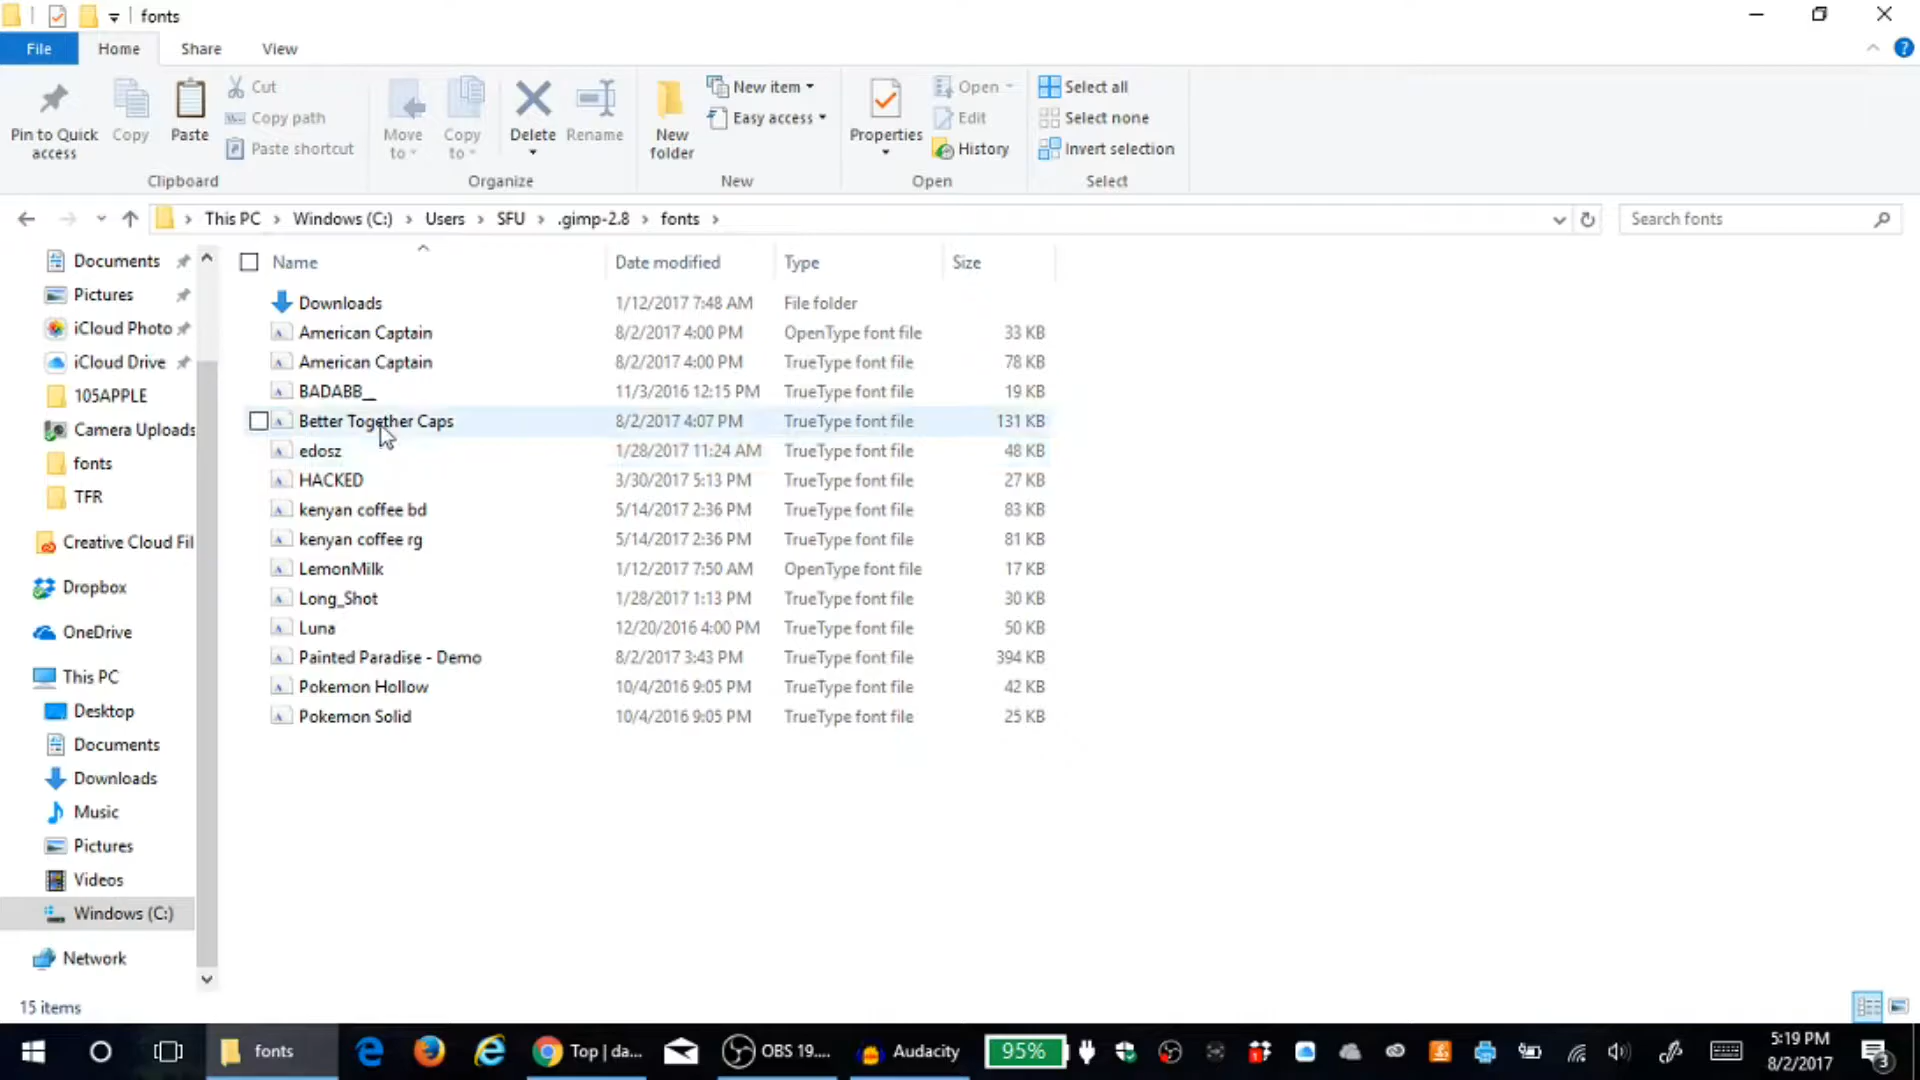 fonts
File Home Share View
Pin to Quick access
Copy
Paste
Cut
Copy path
Paste shortcut
Clipboard
Move to
Copy to
Delete
Rename
Organize
New folder
New item
Easy access
New
Properties
Open
Edit
History
Open
Select all
Select none
Invert selection
Select
This PC > Windows (C:) > Users > SFU > .gimp-2.8 > fonts >
Search fonts
Documents
Pictures
iCloud Photo
iCloud Drive
105APPLE
Camera Uploads
fonts
TFR
Creative Cloud Fil
Dropbox
OneDrive
This PC
Desktop
Documents
Downloads
Music
Pictures
Videos
Windows (C:)
Network
Name Date modified Type Size
Downloads 1/12/2017 7:48 AM File folder
American Captain 8/2/2017 4:00 PM OpenType font file 33 KB
American Captain 8/2/2017 4:00 PM TrueType font file 78 KB
BADABB__ 11/3/2016 12:15 PM TrueType font file 19 KB
Better Together Caps 8/2/2017 4:07 PM TrueType font file 131 KB
edosz 1/28/2017 11:24 AM TrueType font file 48 KB
HACKED 3/30/2017 5:13 PM TrueType font file 27 KB
kenyan coffee bd 5/14/2017 2:36 PM TrueType font file 83 KB
kenyan coffee rg 5/14/2017 2:36 PM TrueType font file 81 KB
LemonMilk 1/12/2017 7:50 AM OpenType font file 17 KB
Long_Shot 1/28/2017 1:13 PM TrueType font file 30 KB
Luna 12/20/2016 4:00 PM TrueType font file 50 KB
Painted Paradise - Demo 8/2/2017 3:43 PM TrueType font file 394 KB
Pokemon Hollow 10/4/2016 9:05 PM TrueType font file 42 KB
Pokemon Solid 10/4/2016 9:05 PM TrueType font file 25 KB
15 items
fonts
Top | da...
OBS 19....
Audacity
95%
5:19 PM
8/2/2017
3